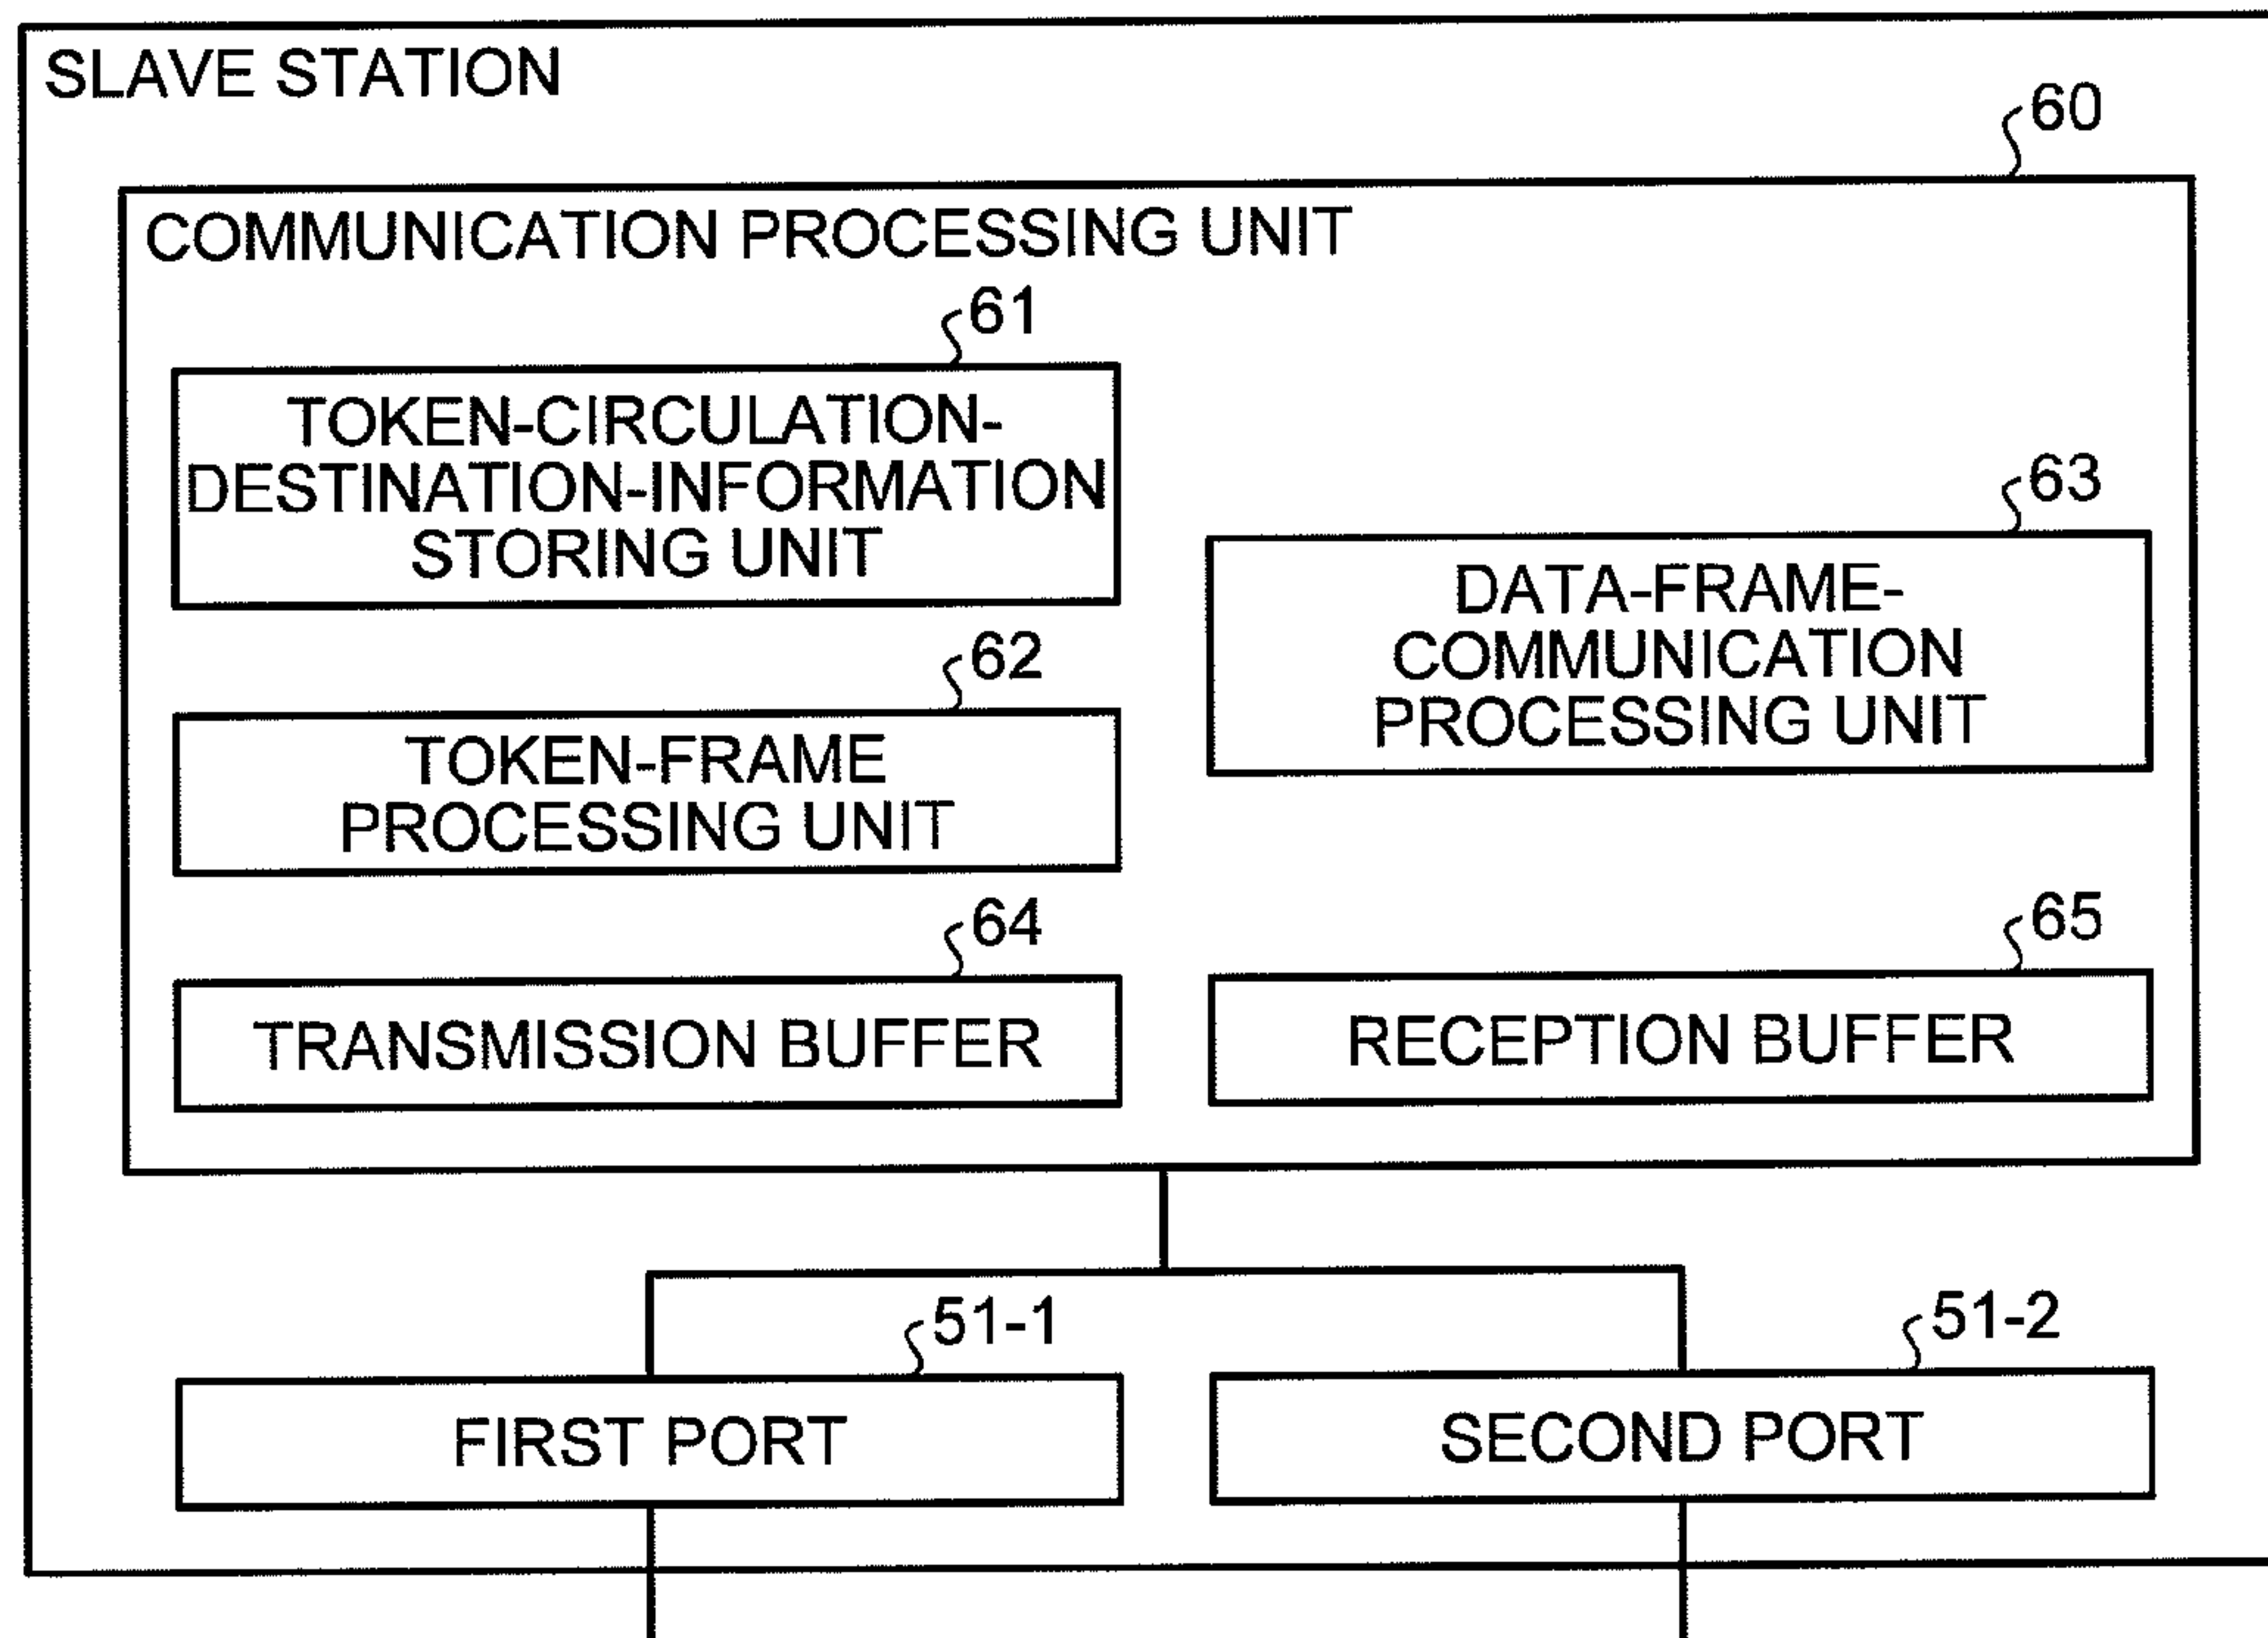 SLAVE STATION
60
COMMUNICATION PROCESSING UNIT
61
TOKEN-CIRCULATION-
DESTINATION-INFORMATION
STORING UNIT
63
DATA-FRAME-
COMMUNICATION
PROCESSING UNIT
62
TOKEN-FRAME
PROCESSING UNIT
64
TRANSMISSION BUFFER
65
RECEPTION BUFFER
51-1
FIRST PORT
51-2
SECOND PORT